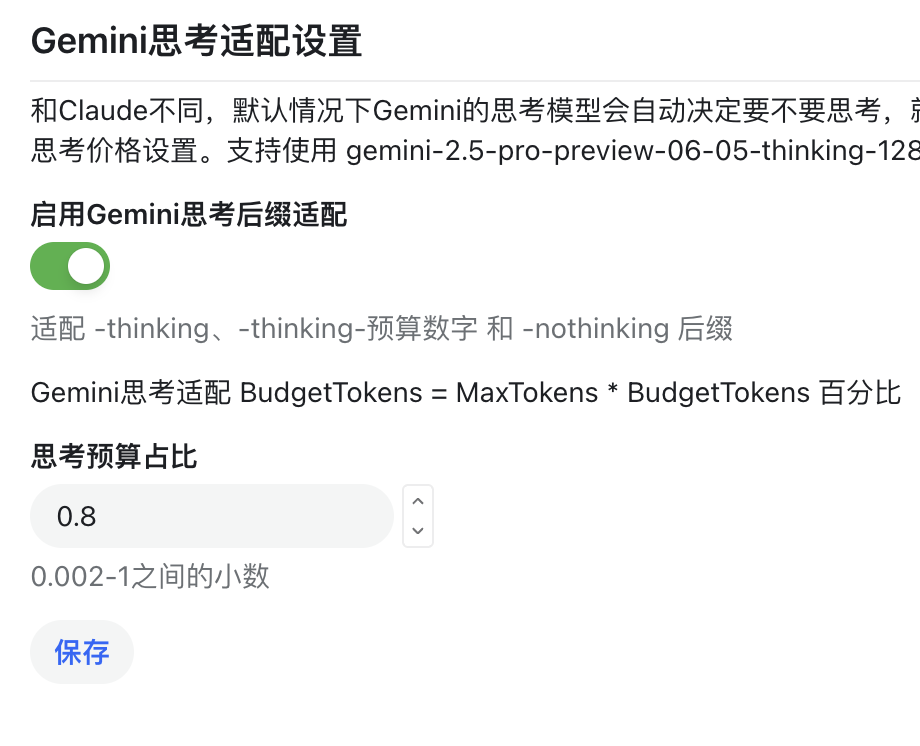 Gemini思考适配设置
和Claude不同，默认情况下Gemini的思考模型会自动决定要不要思考，
思考价格设置。支持使用 gemini-2.5-pro-preview-06-05-thinking-128
启用Gemini思考后缀适配
适配 -thinking、-thinking-预算数字 和 -nothinking 后缀
Gemini思考适配 BudgetTokens = MaxTokens * BudgetTokens 百分比
思考预算占比
0.8
0.002-1之间的小数
保存